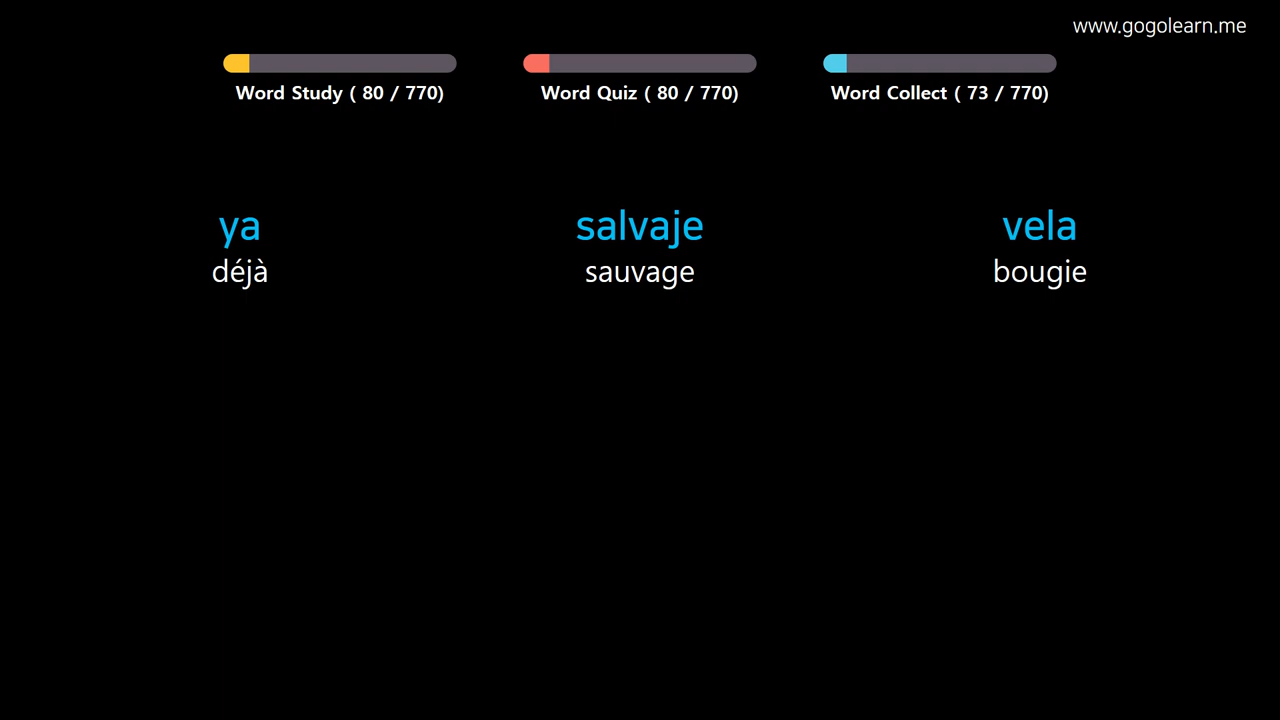 www.gogolearn.me
Word Study ( 80 / 770)
Word Quiz ( 80 / 770)
Word Collect ( 73 / 770)
ya
déjà
salvaje
sauvage
vela
bougie